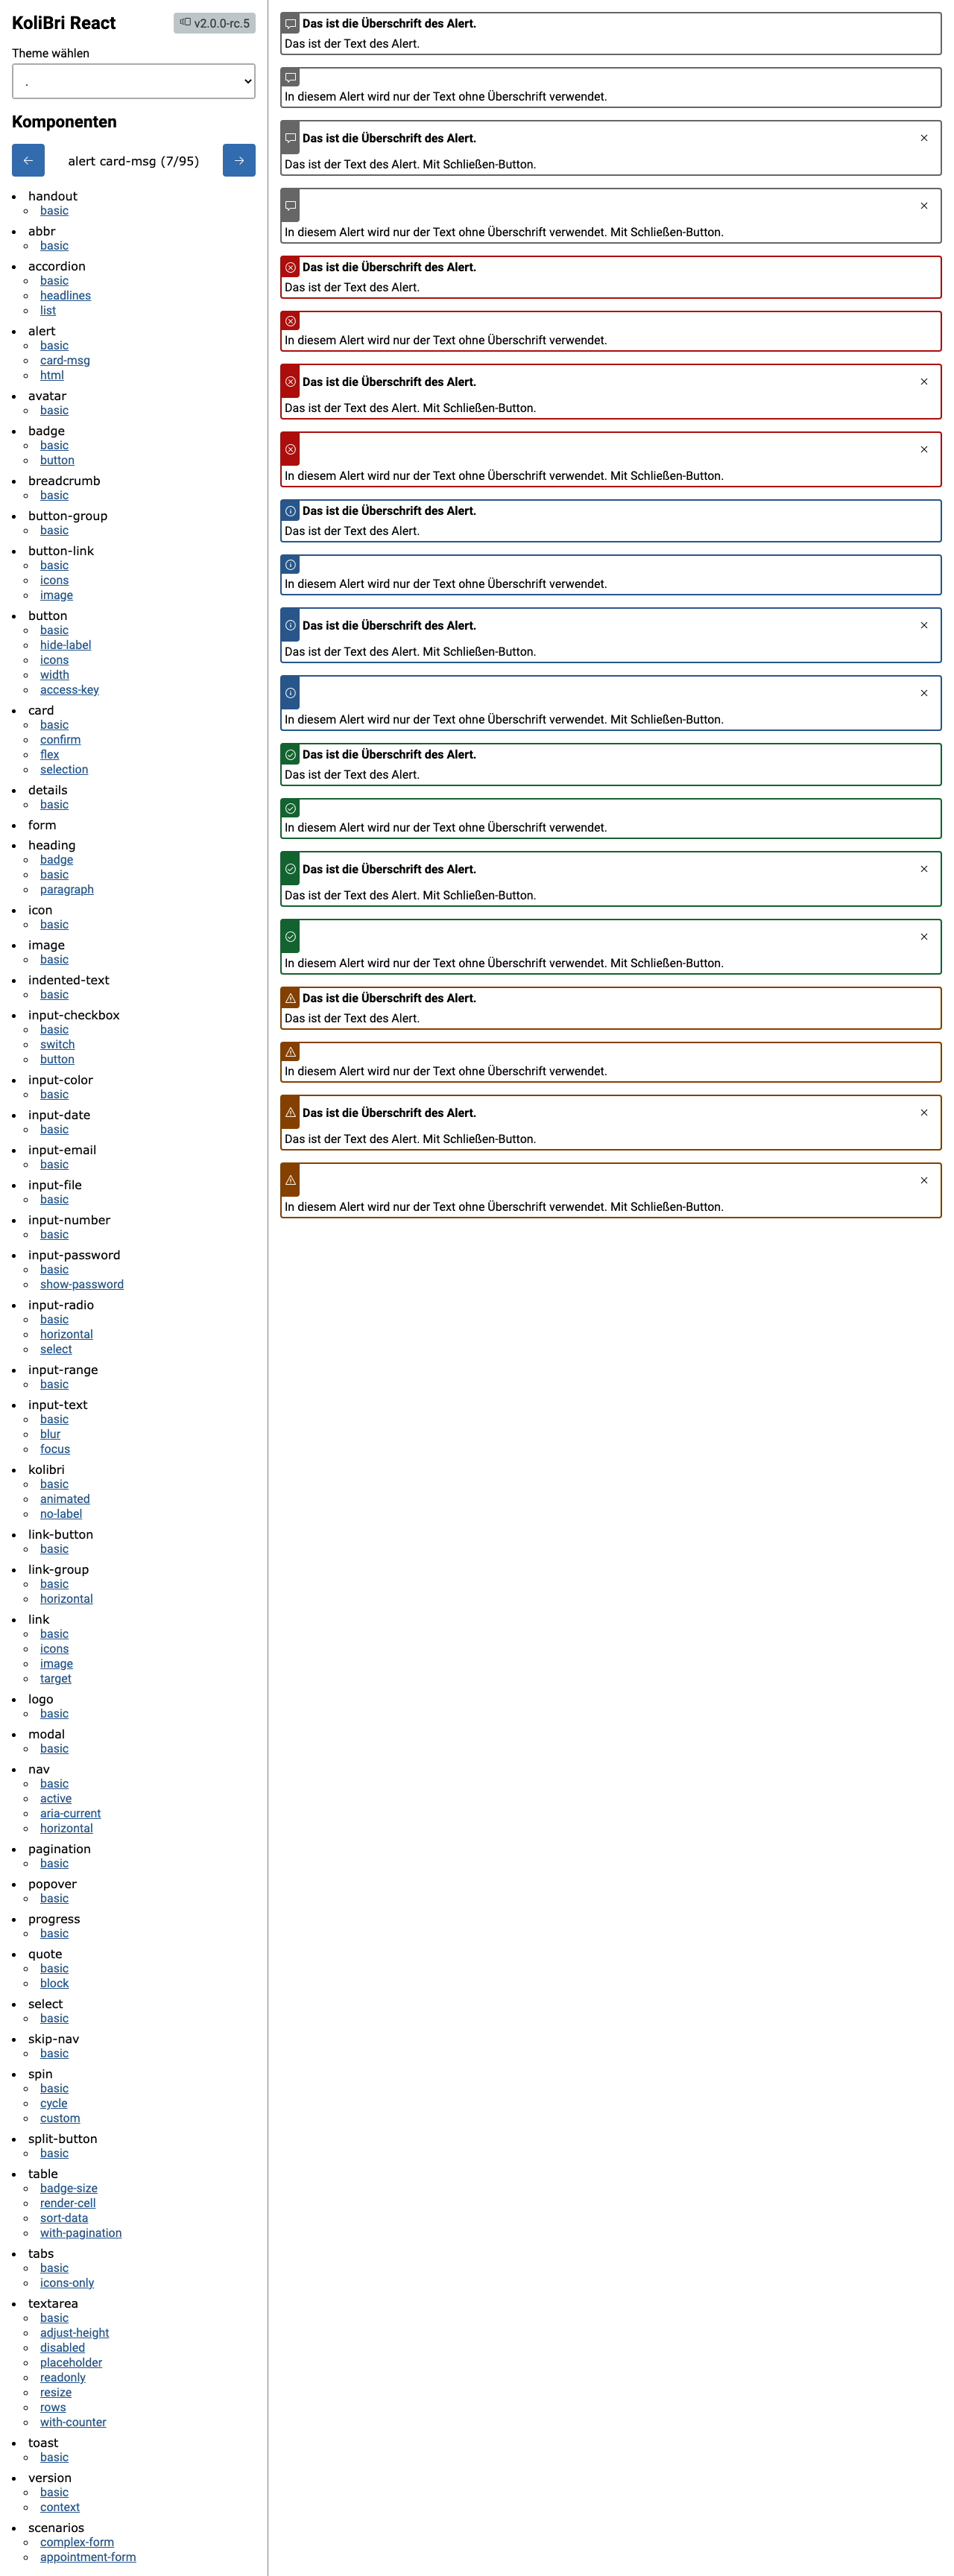 KoliBri React
v2.0.0-rc.5
Theme wählen
.
Komponenten
alert card-msg (7/95)
handout
basic
abbr
basic
accordion
basic
headlines
list
alert
basic
card-msg
html
avatar
basic
badge
basic
button
breadcrumb
basic
button-group
basic
button-link
basic
icons
image
button
basic
hide-label
icons
width
access-key
card
basic
confirm
flex
selection
details
basic
form
heading
badge
basic
paragraph
icon
basic
image
basic
indented-text
basic
input-checkbox
basic
switch
button
input-color
basic
input-date
basic
input-email
basic
input-file
basic
input-number
basic
input-password
basic
show-password
input-radio
basic
horizontal
select
input-range
basic
input-text
basic
blur
focus
kolibri
basic
animated
no-label
link-button
basic
link-group
basic
horizontal
link
basic
icons
image
target
logo
basic
modal
basic
nav
basic
active
aria-current
horizontal
pagination
basic
popover
basic
progress
basic
quote
basic
block
select
basic
skip-nav
basic
spin
basic
cycle
custom
split-button
basic
table
badge-size
render-cell
sort-data
with-pagination
tabs
basic
icons-only
textarea
basic
adjust-height
disabled
placeholder
readonly
resize
rows
with-counter
toast
basic
version
basic
context
scenarios
complex-form
appointment-form
Das ist die Überschrift des Alert.
Das ist der Text des Alert.
In diesem Alert wird nur der Text ohne Überschrift verwendet.
Das ist die Überschrift des Alert.
Das ist der Text des Alert. Mit Schließen-Button.
In diesem Alert wird nur der Text ohne Überschrift verwendet. Mit Schließen-Button.
Das ist die Überschrift des Alert.
Das ist der Text des Alert.
In diesem Alert wird nur der Text ohne Überschrift verwendet.
Das ist die Überschrift des Alert.
Das ist der Text des Alert. Mit Schließen-Button.
In diesem Alert wird nur der Text ohne Überschrift verwendet. Mit Schließen-Button.
Das ist die Überschrift des Alert.
Das ist der Text des Alert.
In diesem Alert wird nur der Text ohne Überschrift verwendet.
Das ist die Überschrift des Alert.
Das ist der Text des Alert. Mit Schließen-Button.
In diesem Alert wird nur der Text ohne Überschrift verwendet. Mit Schließen-Button.
Das ist die Überschrift des Alert.
Das ist der Text des Alert.
In diesem Alert wird nur der Text ohne Überschrift verwendet.
Das ist die Überschrift des Alert.
Das ist der Text des Alert. Mit Schließen-Button.
In diesem Alert wird nur der Text ohne Überschrift verwendet. Mit Schließen-Button.
Das ist die Überschrift des Alert.
Das ist der Text des Alert.
In diesem Alert wird nur der Text ohne Überschrift verwendet.
Das ist die Überschrift des Alert.
Das ist der Text des Alert. Mit Schließen-Button.
In diesem Alert wird nur der Text ohne Überschrift verwendet. Mit Schließen-Button.